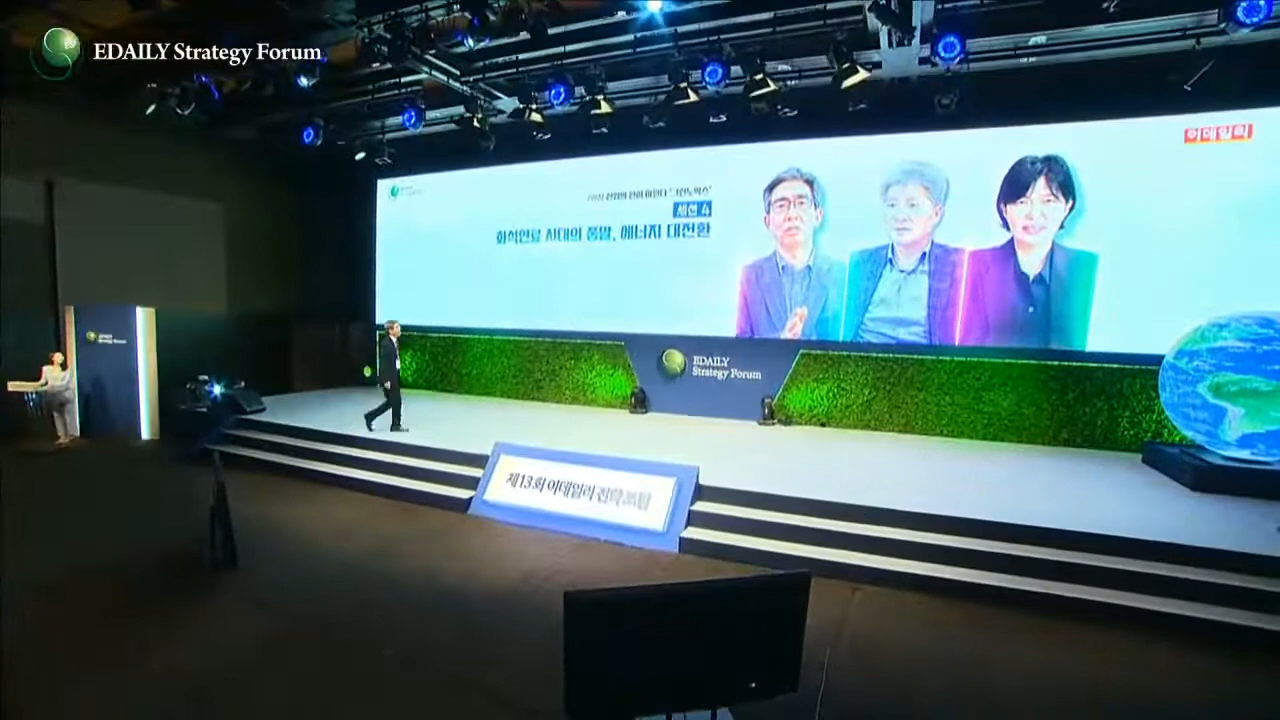 EDAILY Strategy Forum
이데일리
세션 4
화석연료 시대의 종말, 에너지 대전환
EDAILY
Strategy Forum
Strategy Forum
제13회 이데일리 전략포럼